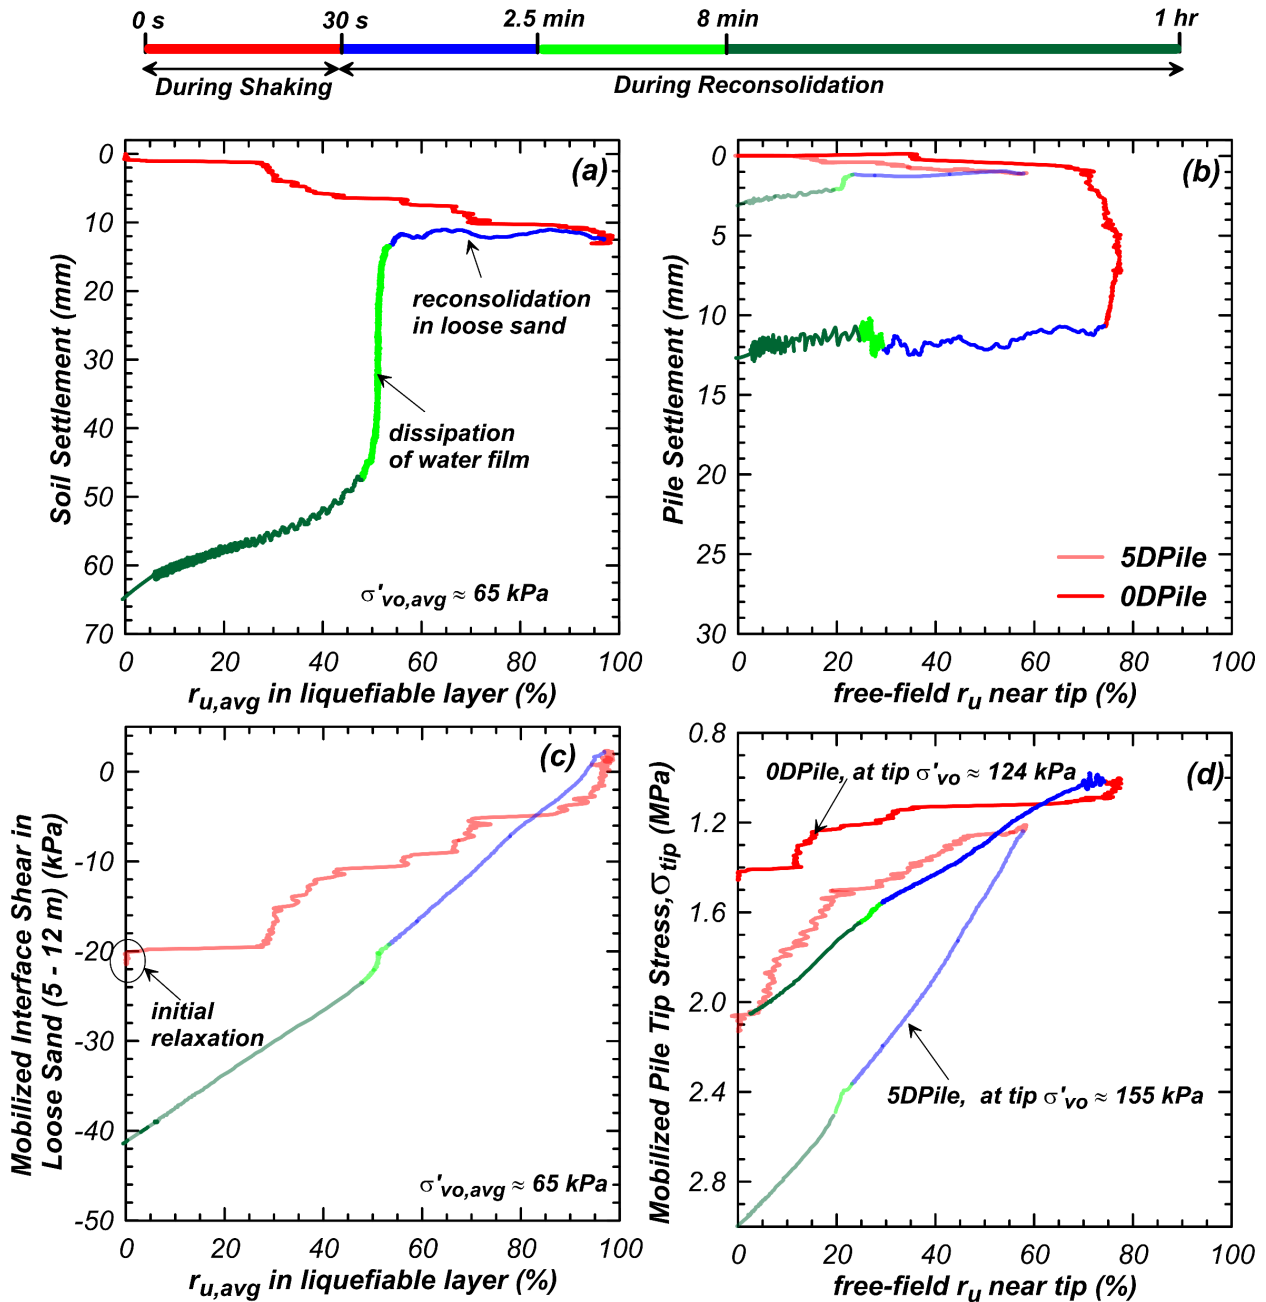 0 s 30 s 2.5 min 8 min 1 hr
During Shaking During Reconsolidation
(a)
0
10
20
30
40
50
60
70
Soil Settlement (mm)
reconsolidation
in loose sand
dissipation
of water film
σ'vo,avg ≈ 65 kPa
0 20 40 60 80 100
ru,avg in liquefiable layer (%)
(b)
0
5
10
15
20
25
30
Pile Settlement (mm)
5DPile
0DPile
0 20 40 60 80 100
free-field ru near tip (%)
(c)
0
-10
-20
-30
-40
-50
Mobilized Interface Shear in
Loose Sand (5 - 12 m) (kPa)
initial
relaxation
σ'vo,avg ≈ 65 kPa
0 20 40 60 80 100
ru,avg in liquefiable layer (%)
(d)
0.8
1.2
1.6
2.0
2.4
2.8
Mobilized Pile Tip Stress,σtip (MPa)
0DPile, at tip σ'vo ≈ 124 kPa
5DPile, at tip σ'vo ≈ 155 kPa
0 20 40 60 80 100
free-field ru near tip (%)